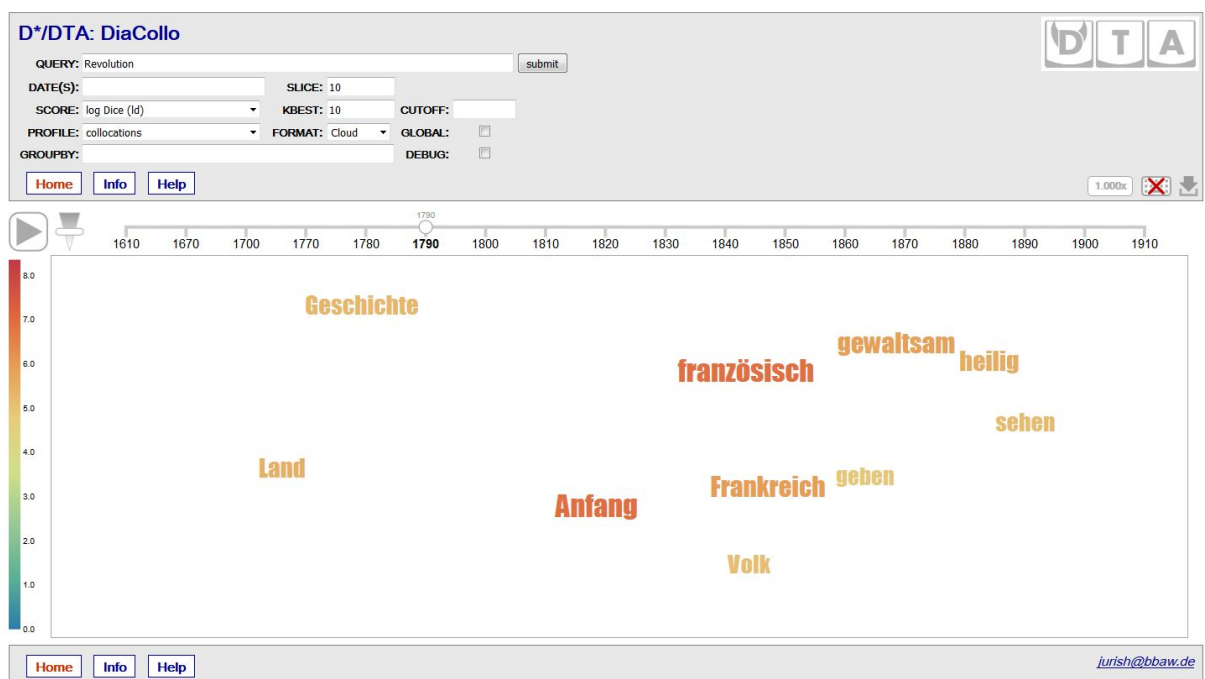 D*/DTA: DiaCollo
D T A
QUERY: Revolution submit
DATE(S): SLICE: 10
SCORE: log Dice (ld) KBEST: 10 CUTOFF:
PROFILE: collocations FORMAT: Cloud GLOBAL:
GROUPBY: DEBUG:
Home Info Help 1.000x
1790
1610 1670 1700 1770 1780 1790 1800 1810 1820 1830 1840 1850 1860 1870 1880 1890 1900 1910
8.0
7.0
6.0
5.0
4.0
3.0
2.0
1.0
0.0
Geschichte
gewaltsam
heilig
französisch
sehen
Land
geben
Frankreich
Anfang
Volk
Home Info Help jurish@bbaw.de